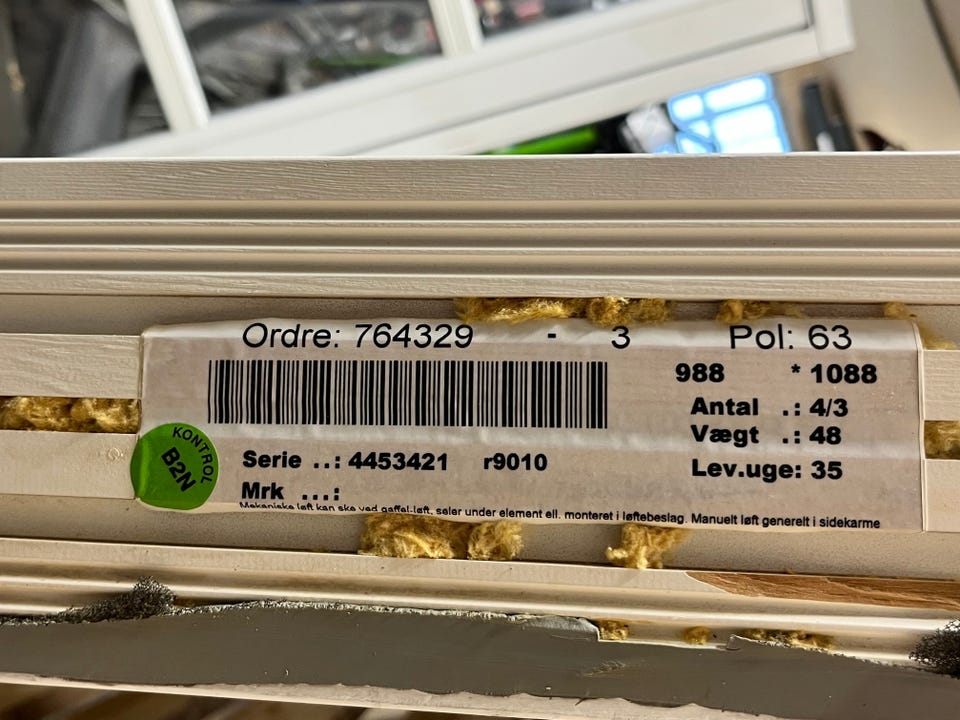 Ordre: 764329 - 3 Pol: 63
988 * 1088
Antal .: 4/3
Vægt .: 48
KONTROL
B2N
Serie ..: 4453421 r9010 Lev.uge: 35
Mrk ...:
Mekaniske løft kan ske ved gaffel-løft, seler under element ell. monteret i løftebeslag. Manuelt løft generelt i sidekarme